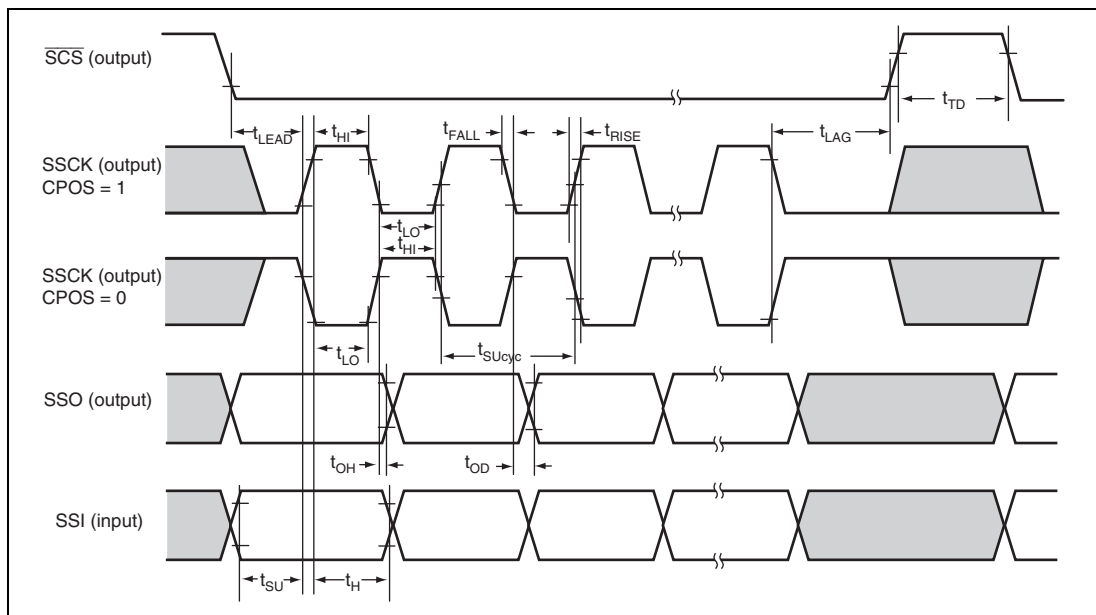 SCS (output)
tTD
tLEAD
tHI
tFALL
tRISE
tLAG
SSCK (output)
CPOS = 1
tLO
tHI
SSCK (output)
CPOS = 0
tLO
tSUcyc
SSO (output)
tOH
tOD
SSI (input)
tSU
tH